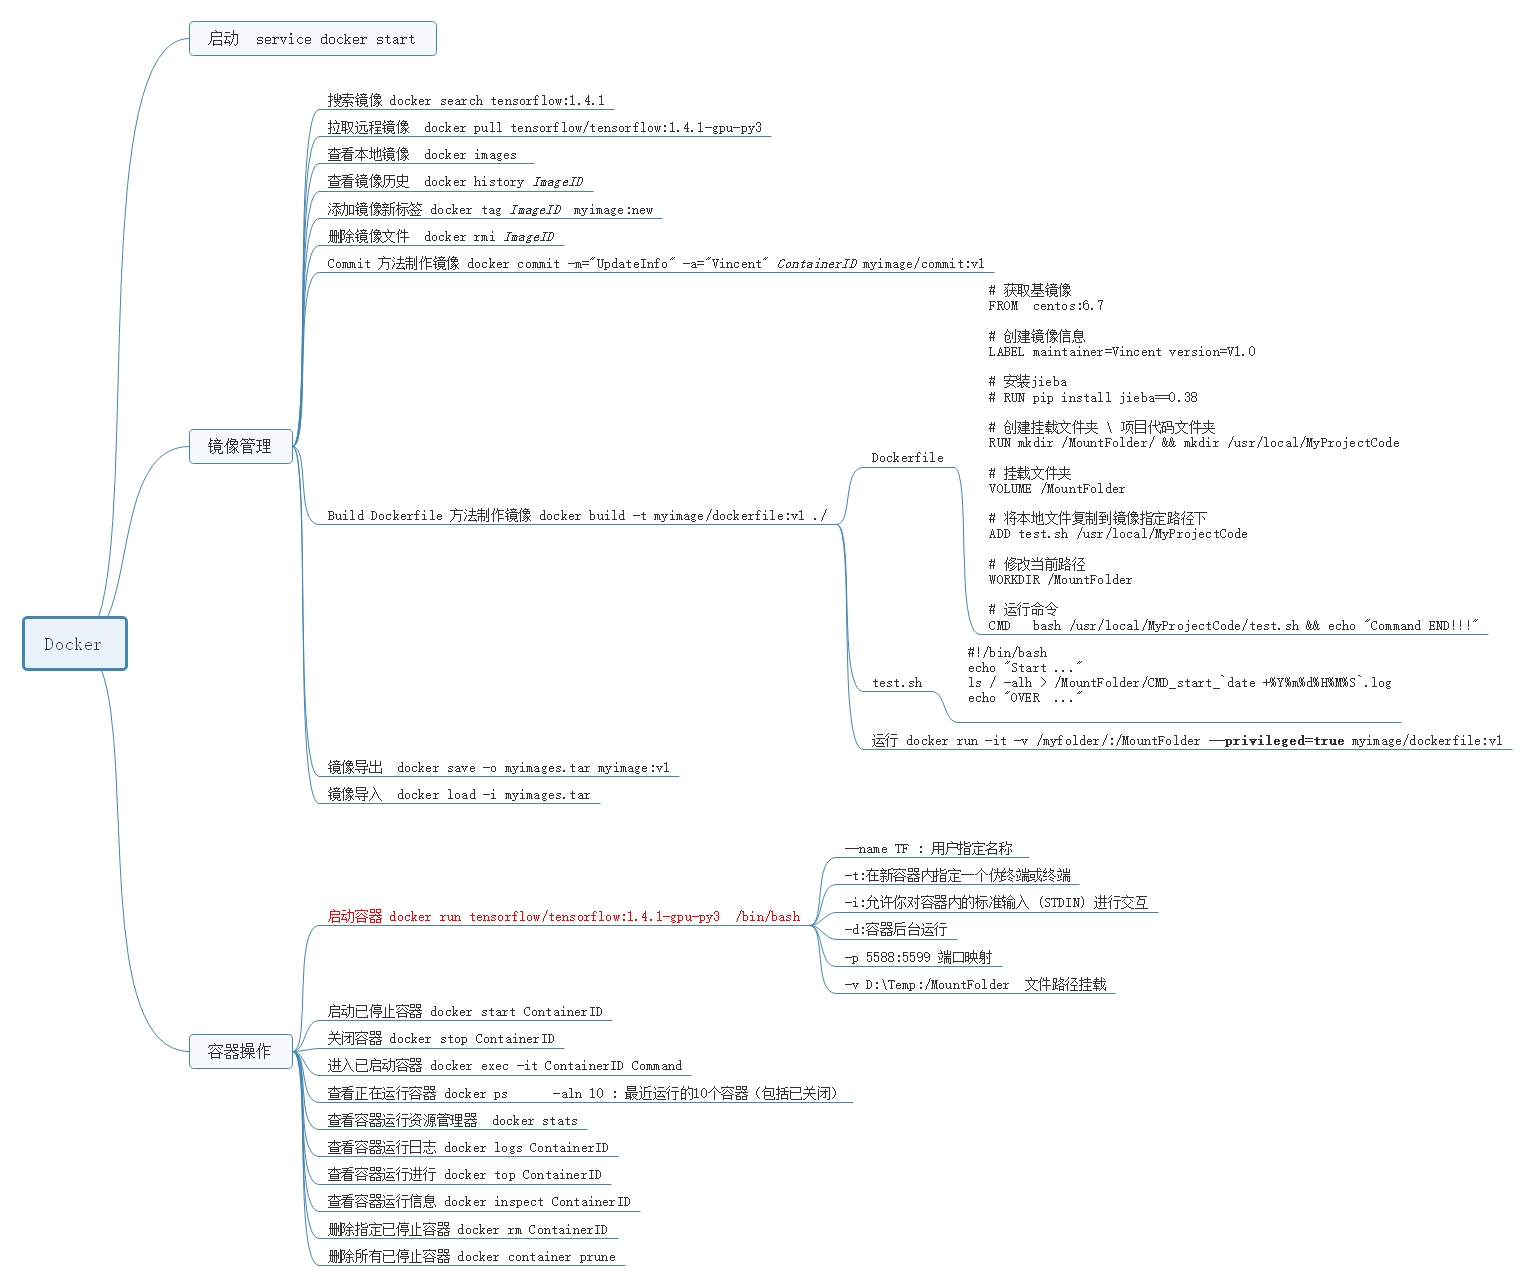 启动  service docker start
搜索镜像 docker search tensorflow:1.4.1
拉取远程镜像  docker pull tensorflow/tensorflow:1.4.1-gpu-py3
查看本地镜像  docker images
查看镜像历史  docker history ImageID
添加镜像新标签 docker tag ImageID  myimage:new
删除镜像文件  docker rmi ImageID
Commit 方法制作镜像 docker commit -m="UpdateInfo" -a="Vincent" ContainerID myimage/commit:v1
# 获取基镜像
FROM  centos:6.7
# 创建镜像信息
LABEL maintainer=Vincent version=V1.0
# 安装jieba
# RUN pip install jieba==0.38
# 创建挂载文件夹 \ 项目代码文件夹
RUN mkdir /MountFolder/ && mkdir /usr/local/MyProjectCode
镜像管理
Dockerfile
# 挂载文件夹
VOLUME /MountFolder
Build Dockerfile 方法制作镜像 docker build -t myimage/dockerfile:v1 ./
# 将本地文件复制到镜像指定路径下
ADD test.sh /usr/local/MyProjectCode
# 修改当前路径
WORKDIR /MountFolder
# 运行命令
CMD   bash /usr/local/MyProjectCode/test.sh && echo "Command END!!!"
Docker
#!/bin/bash
echo "Start ..."
test.sh
ls / -alh > /MountFolder/CMD_start_`date +%Y%m%d%H%M%S`.log
echo "OVER  ..."
运行 docker run -it -v /myfolder/:/MountFolder --privileged=true myimage/dockerfile:v1
镜像导出  docker save -o myimages.tar myimage:v1
镜像导入  docker load -i myimages.tar
--name TF : 用户指定名称
-t:在新容器内指定一个伪终端或终端
-i:允许你对容器内的标准输入 (STDIN) 进行交互
启动容器 docker run tensorflow/tensorflow:1.4.1-gpu-py3  /bin/bash
-d:容器后台运行
-p 5588:5599 端口映射
-v D:\Temp:/MountFolder  文件路径挂载
启动已停止容器 docker start ContainerID
关闭容器 docker stop ContainerID
容器操作
进入已启动容器 docker exec -it ContainerID Command
查看正在运行容器 docker ps      -aln 10 : 最近运行的10个容器（包括已关闭）
查看容器运行资源管理器  docker stats
查看容器运行日志 docker logs ContainerID
查看容器运行进行 docker top ContainerID
查看容器运行信息 docker inspect ContainerID
删除指定已停止容器 docker rm ContainerID
删除所有已停止容器 docker container prune